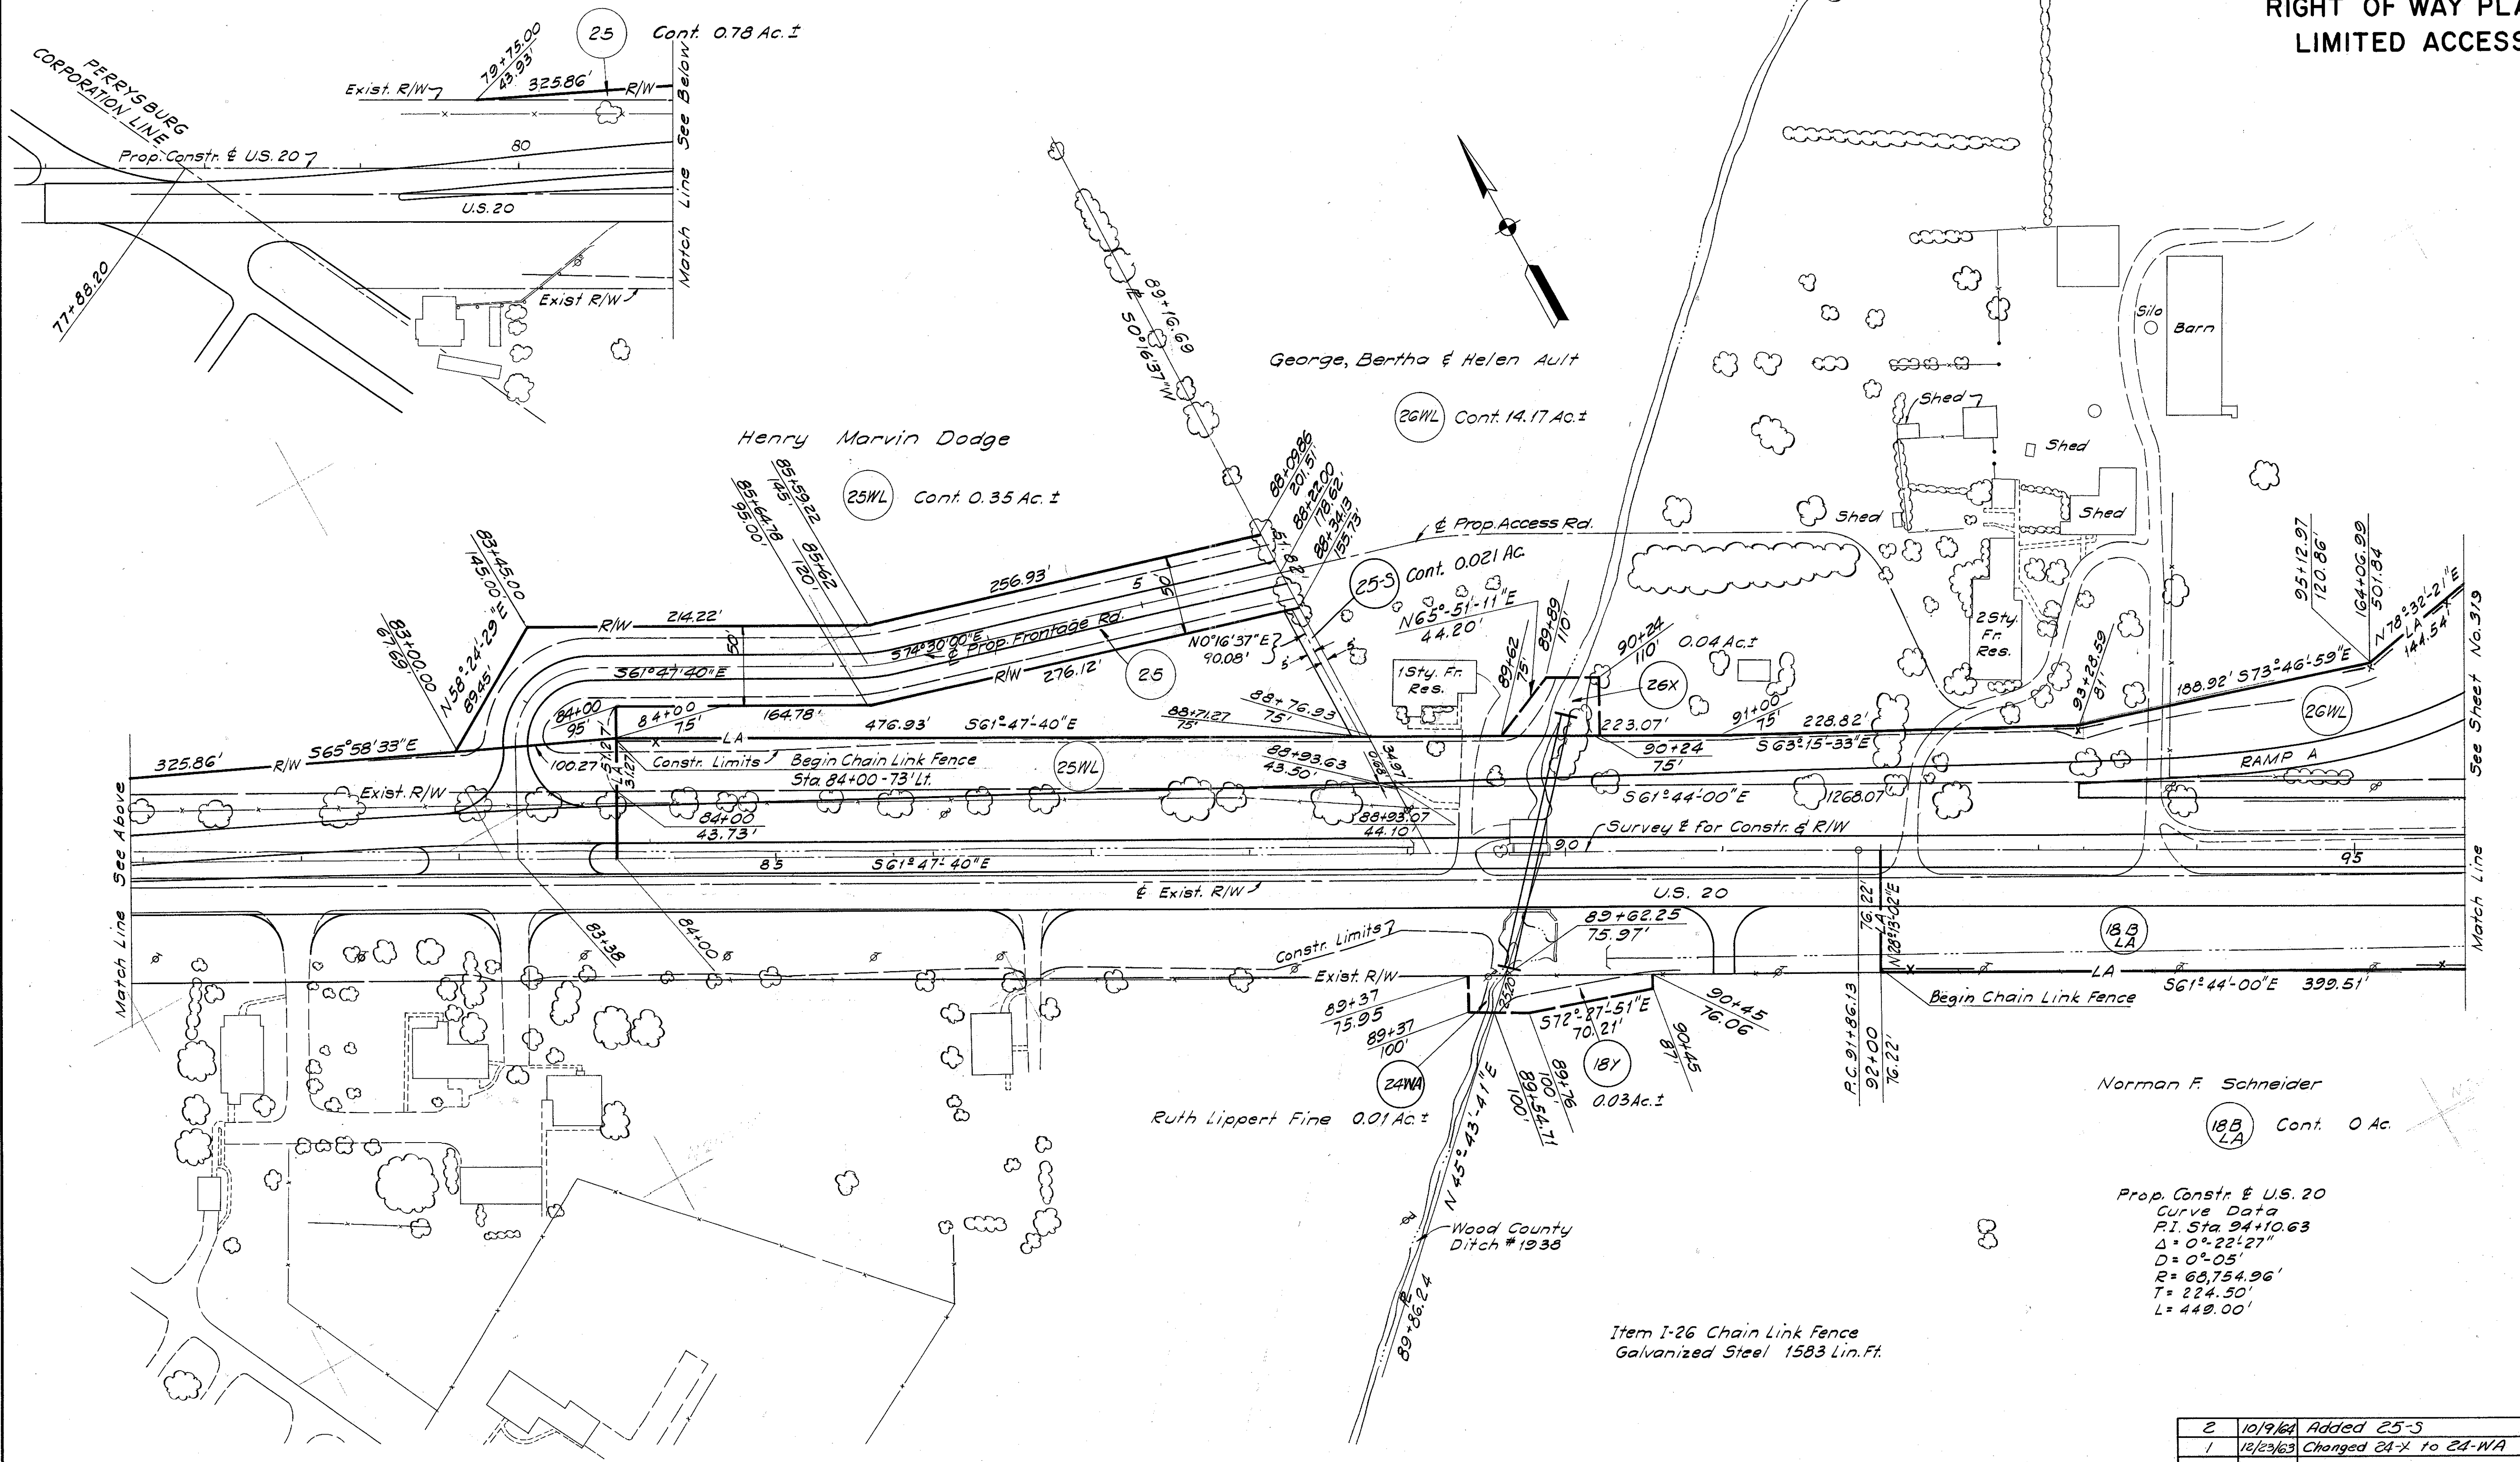 RIGHT OF WAY PLA
LIMITED ACCESS
25
Cont. 0.78 Ac.±
PERRYSBURG
CORPORATION LINE
79+75.00
43.93'
325.86'
Exist. R/W
R/W
Prop. Constr. ℄ U.S. 20
80
U.S. 20
Exist R/W
77+88.20
Match Line See Below
89+16.69
℄ S0°16'37"W
George, Bertha & Helen Ault
26WL
Cont. 14.17 Ac.±
Henry Marvin Dodge
25WL
Cont. 0.35 Ac.±
Silo
Barn
Shed
Shed
Shed
Shed
2 Sty.
Fr.
Res.
85+59.22
145'
85+64.78
95.00'
85+62
120'
88+09.86
201.51'
88+22.00
178.62'
88+34.13
155.73'
51.82'
℄ Prop. Access Rd.
25-S
Cont. 0.021 AC.
N65°-51'-11"E
44.20'
83+45.00
145.00'
83+00.00
67.69'
N58°-24'-29"E
89.45'
R/W
214.22'
256.93'
5'
50'
50'
S74°30'00"E
℄ Prop. Frontage Rd.
S61°47'40"E
R/W 276.12'
25
N0°16'37"E
90.08'
5'
5'
1 Sty. Fr.
Res.
89+62
75'
89+89
110'
90+24
110'
0.04 Ac.±
26X
93+28.59
81'
95+12.97
120.86'
164+06.99
501.84
N78°-32'-21"E
LA
144.54'
188.92' S73°-46'-59"E
26WL
See Sheet No. 319
Match Line
84+00
95'
84+00
75'
164.78'
476.93'
S61°-47'-40"E
88+71.27
75'
88+76.93
75'
223.07'
91+00
75'
228.82'
90+24
75'
S63°-15'-33"E
325.86'
R/W
S65°58'33"E
100.27'
51.27'
LA
31.27'
LA
Constr. Limits
Begin Chain Link Fence
Sta. 84+00-73' Lt.
25WL
88+93.63
43.50'
34.97
0.68
88+93.07
44.10'
RAMP A
Exist. R/W
84+00
43.73'
S61°-44'-00"E
1268.07'
Survey ℄ for Constr. & R/W
90
85
S61°47'-40"E
95
℄ Exist. R/W
U.S. 20
Match Line See Above
83+38
84+00
Constr. Limits
Exist. R/W
89+62.25
75.97'
76.22'
LA
N28°13'-02"E
18B
LA
LA
S61°-44'-00"E 399.51'
Begin Chain Link Fence
89+37
75.95
89+37
100'
S72°-27'-51"E
70.21'
90+45
76.06
90+45
87'
24WA
18Y
0.03 Ac.±
89+76
100'
89+54.71
100'
Ruth Lippert Fine 0.01 Ac.±
N 45°-43'-41" E
P.C. 91+86.13
92+00
76.22'
Norman F. Schneider
18B
LA
Cont. 0 Ac.
Wood County
Ditch #1938
89+86.24
Prop. Constr. ℄ U.S. 20
Curve Data
P.I. Sta. 94+10.63
Δ = 0°-22'-27"
D = 0°-05'
R = 68,754.96'
T = 224.50'
L = 449.00'
Item I-26 Chain Link Fence
Galvanized Steel 1583 Lin. Ft.
2 10/9/64 Added 25-S
1 12/23/63 Changed 24-X to 24-WA